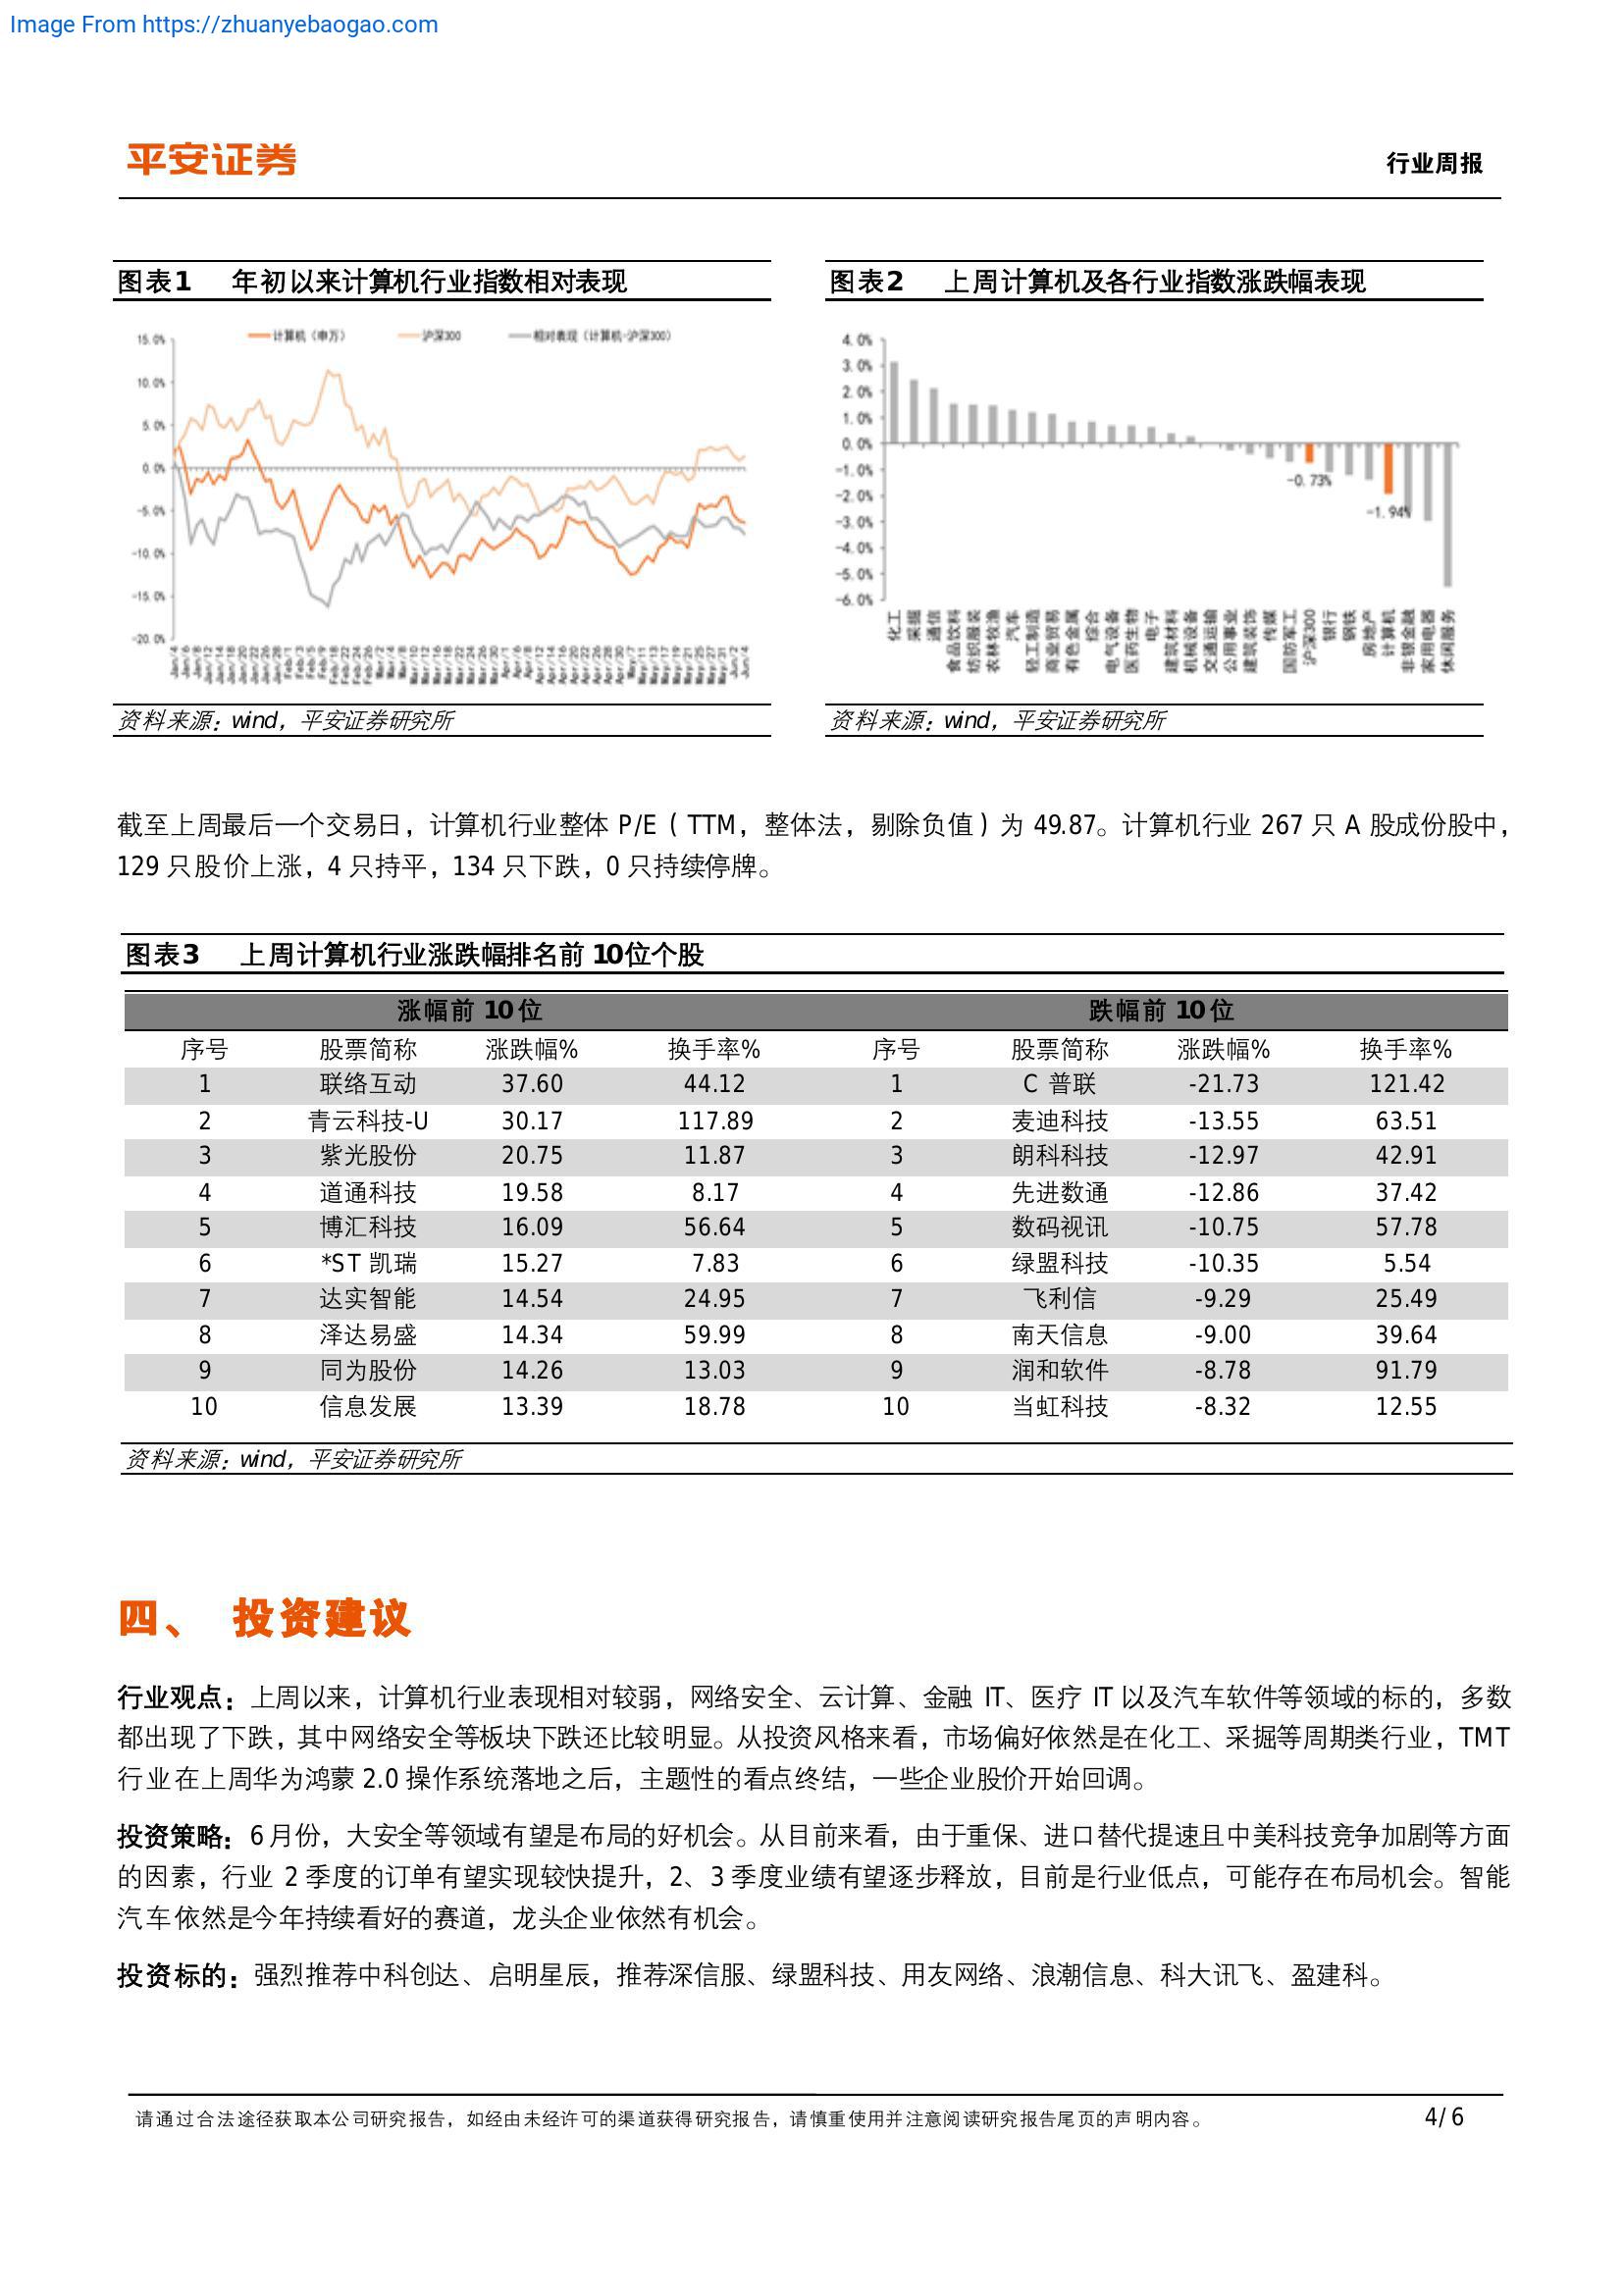 Image From https://zhuanyebaogao.com
平安证券
行业周报
图表1 年初以来计算机行业指数相对表现
图表2 上周计算机及各行业指数涨跌幅表现
计算机（申万） 沪深300 相对表现（计算机-沪深300）
15.0%
10.0%
5.0%
0.0%
-5.0%
-10.0%
-15.0%
-20.0%
4.0%
3.0%
2.0%
1.0%
0.0%
-1.0%
-2.0%
-3.0%
-4.0%
-5.0%
-6.0%
-0.73%
-1.94%
化工 采掘 通信 食品饮料 纺织服装 农林牧渔 汽车 轻工制造 商业贸易 有色金属 综合 电气设备 医药生物 电子 建筑材料 机械设备 交通运输 公用事业 建筑装饰 传媒 国防军工 沪深300 银行 钢铁 房地产 计算机 非银金融 家用电器 休闲服务
资料来源：wind，平安证券研究所
资料来源：wind，平安证券研究所
截至上周最后一个交易日，计算机行业整体 P/E（TTM，整体法，剔除负值）为 49.87。计算机行业 267 只 A 股成份股中，
129 只股价上涨，4 只持平，134 只下跌，0 只持续停牌。
图表3 上周计算机行业涨跌幅排名前 10位个股
涨幅前 10 位 跌幅前 10 位
序号 股票简称 涨跌幅% 换手率% 序号 股票简称 涨跌幅% 换手率%
1 联络互动 37.60 44.12 1 C 普联 -21.73 121.42
2 青云科技-U 30.17 117.89 2 麦迪科技 -13.55 63.51
3 紫光股份 20.75 11.87 3 朗科科技 -12.97 42.91
4 道通科技 19.58 8.17 4 先进数通 -12.86 37.42
5 博汇科技 16.09 56.64 5 数码视讯 -10.75 57.78
6 *ST 凯瑞 15.27 7.83 6 绿盟科技 -10.35 5.54
7 达实智能 14.54 24.95 7 飞利信 -9.29 25.49
8 泽达易盛 14.34 59.99 8 南天信息 -9.00 39.64
9 同为股份 14.26 13.03 9 润和软件 -8.78 91.79
10 信息发展 13.39 18.78 10 当虹科技 -8.32 12.55
资料来源：wind，平安证券研究所
四、 投资建议
行业观点：上周以来，计算机行业表现相对较弱，网络安全、云计算、金融 IT、医疗 IT 以及汽车软件等领域的标的，多数
都出现了下跌，其中网络安全等板块下跌还比较明显。从投资风格来看，市场偏好依然是在化工、采掘等周期类行业，TMT
行业在上周华为鸿蒙 2.0 操作系统落地之后，主题性的看点终结，一些企业股价开始回调。
投资策略：6 月份，大安全等领域有望是布局的好机会。从目前来看，由于重保、进口替代提速且中美科技竞争加剧等方面
的因素，行业 2 季度的订单有望实现较快提升，2、3 季度业绩有望逐步释放，目前是行业低点，可能存在布局机会。智能
汽车依然是今年持续看好的赛道，龙头企业依然有机会。
投资标的：强烈推荐中科创达、启明星辰，推荐深信服、绿盟科技、用友网络、浪潮信息、科大讯飞、盈建科。
请通过合法途径获取本公司研究报告，如经由未经许可的渠道获得研究报告，请慎重使用并注意阅读研究报告尾页的声明内容。
4/ 6